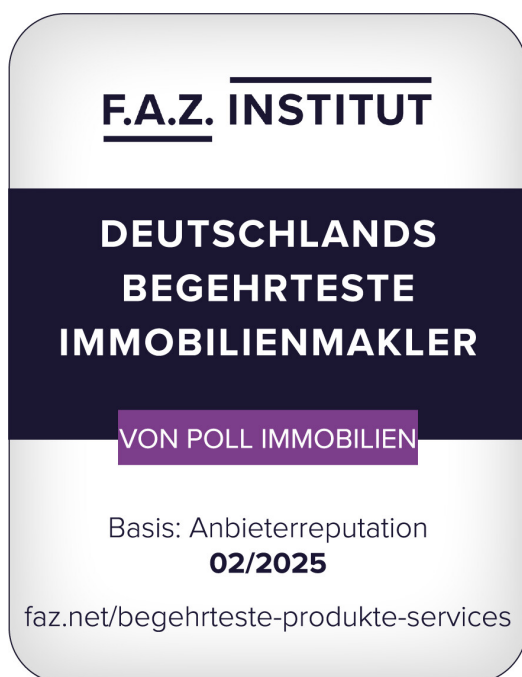 F.A.Z. INSTITUT
DEUTSCHLANDS
BEGEHRTESTE
IMMOBILIENMAKLER
VON POLL IMMOBILIEN
Basis: Anbieterreputation
02/2025
faz.net/begehrteste-produkte-services